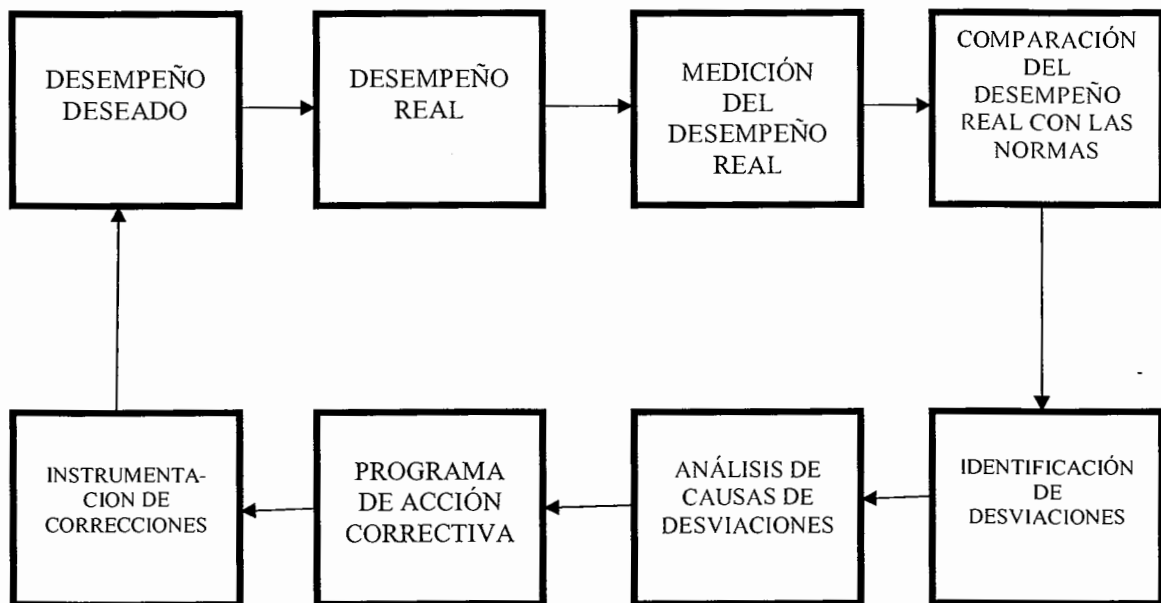 DESEMPEÑO
DESEADO
DESEMPEÑO
REAL
MEDICIÓN
DEL
DESEMPEÑO
REAL
COMPARACIÓN
DEL
DESEMPEÑO
REAL CON LAS
NORMAS
INSTRUMENTA-
CION DE
CORRECCIONES
PROGRAMA
DE ACCIÓN
CORRECTIVA
ANÁLISIS DE
CAUSAS DE
DESVIACIONES
IDENTIFICACIÓN
DE
DESVIACIONES